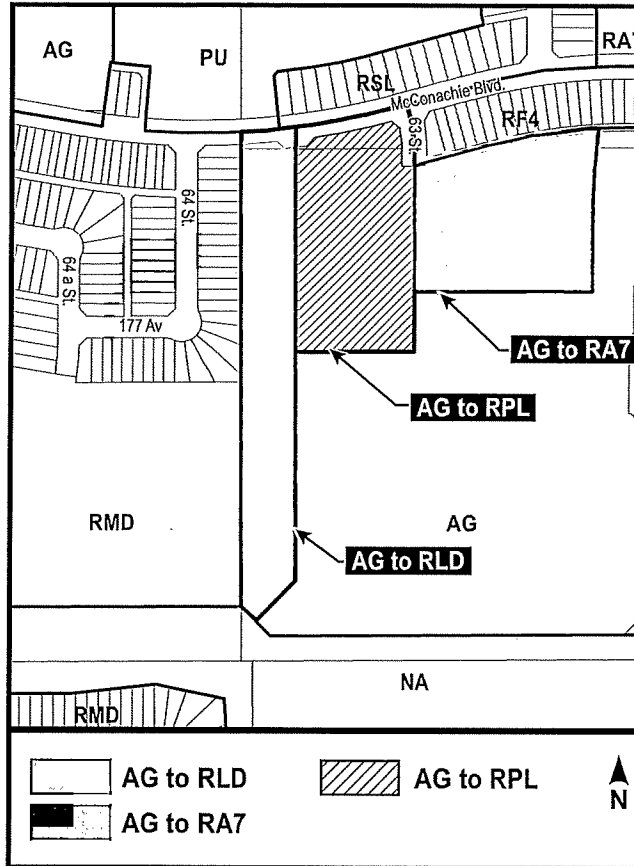 AG
PU
RA7
RSL
McConachie Blvd.
RF4
63 St.
64 St.
64 a St.
177 Av
AG to RA7
AG to RPL
RMD
AG
AG to RLD
NA
RMD
AG to RLD
AG to RPL
AG to RA7
N